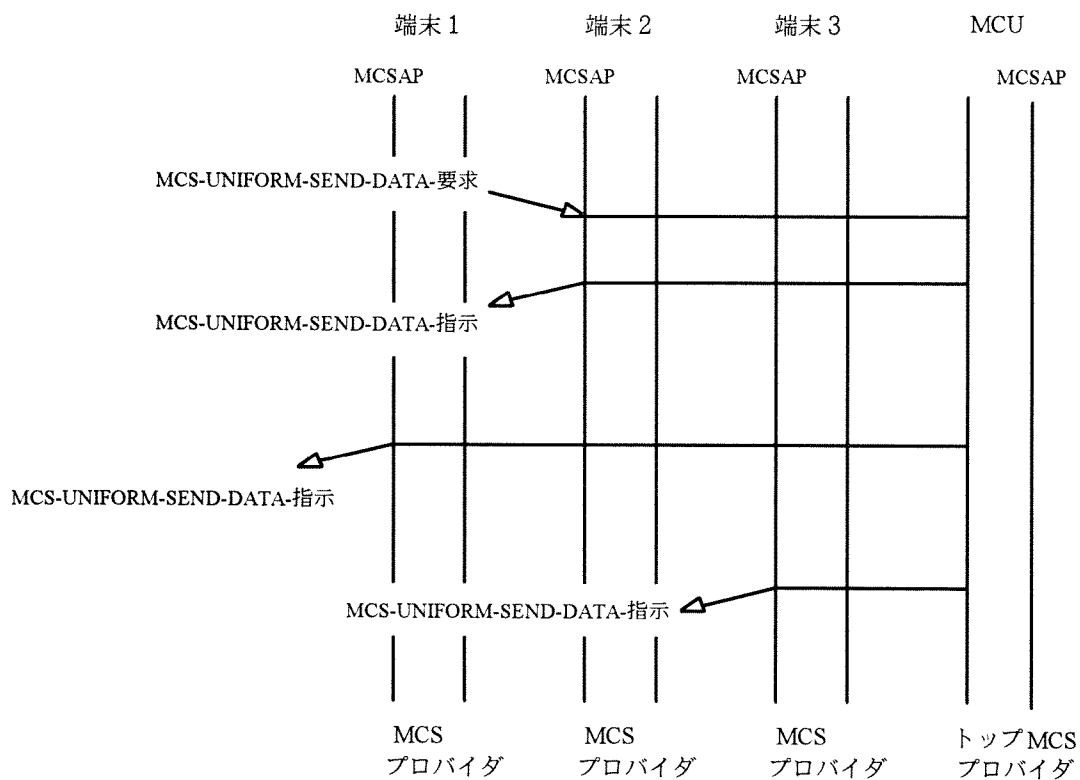 端末1 端末2 端末3 MCU
MCSAP MCSAP MCSAP MCSAP
MCS-UNIFORM-SEND-DATA-要求
MCS-UNIFORM-SEND-DATA-指示
MCS-UNIFORM-SEND-DATA-指示
MCS-UNIFORM-SEND-DATA-指示
MCS MCS MCS トップMCS
プロバイダ プロバイダ プロバイダ プロバイダ